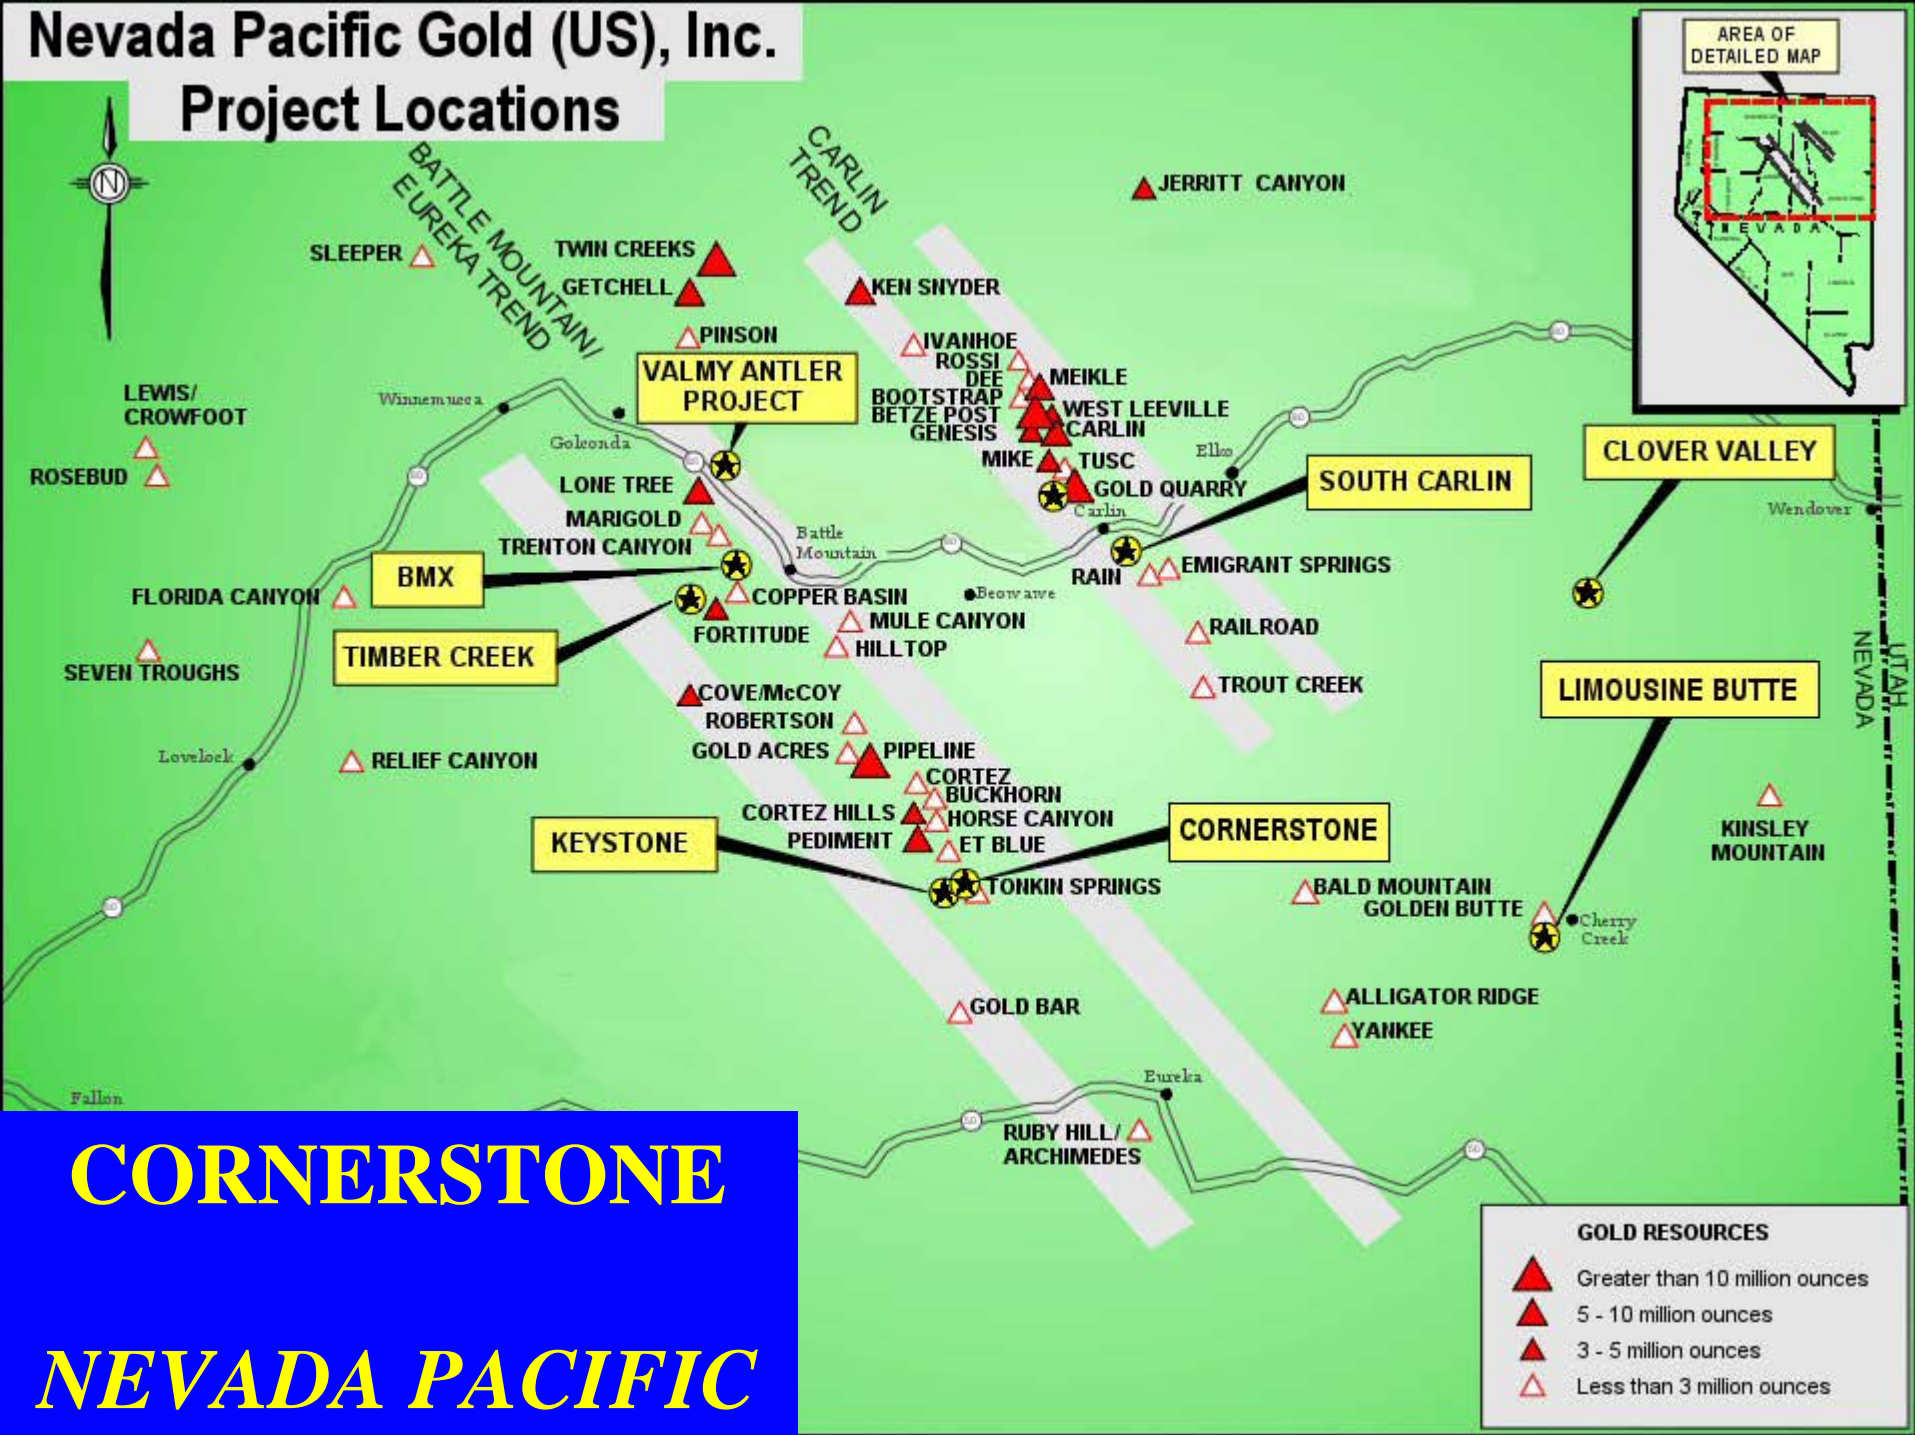 Nevada Pacific Gold (US), Inc.
Project Locations
AREA OF
DETAILED MAP
NEVADA
N
BATTLE MOUNTAIN/
EUREKA TREND
CARLIN
TREND
JERRITT CANYON
SLEEPER
TWIN CREEKS
GETCHELL
KEN SNYDER
PINSON
IVANHOE
ROSSI
DEE
MEIKLE
BOOTSTRAP
BETZE POST
WEST LEEVILLE
GENESIS
CARLIN
VALMY ANTLER
PROJECT
LEWIS/
CROWFOOT
Winnemucca
Golconda
ROSEBUD
MIKE
TUSC
Elko
CLOVER VALLEY
SOUTH CARLIN
LONE TREE
GOLD QUARRY
Carlin
Wendover
MARIGOLD
TRENTON CANYON
Battle
Mountain
BMX
RAIN
EMIGRANT SPRINGS
FLORIDA CANYON
COPPER BASIN
Beowawe
FORTITUDE
MULE CANYON
HILLTOP
RAILROAD
TIMBER CREEK
SEVEN TROUGHS
NEVADA
UTAH
TROUT CREEK
LIMOUSINE BUTTE
COVE/McCOY
ROBERTSON
GOLD ACRES
PIPELINE
Lovelock
RELIEF CANYON
CORTEZ
BUCKHORN
CORTEZ HILLS
HORSE CANYON
PEDIMENT
ET BLUE
KEYSTONE
CORNERSTONE
KINSLEY
MOUNTAIN
TONKIN SPRINGS
BALD MOUNTAIN
GOLDEN BUTTE
Cherry
Creek
GOLD BAR
ALLIGATOR RIDGE
YANKEE
Eureka
Fallon
RUBY HILL/
ARCHIMEDES
CORNERSTONE
NEVADA PACIFIC
GOLD RESOURCES
Greater than 10 million ounces
5 - 10 million ounces
3 - 5 million ounces
Less than 3 million ounces